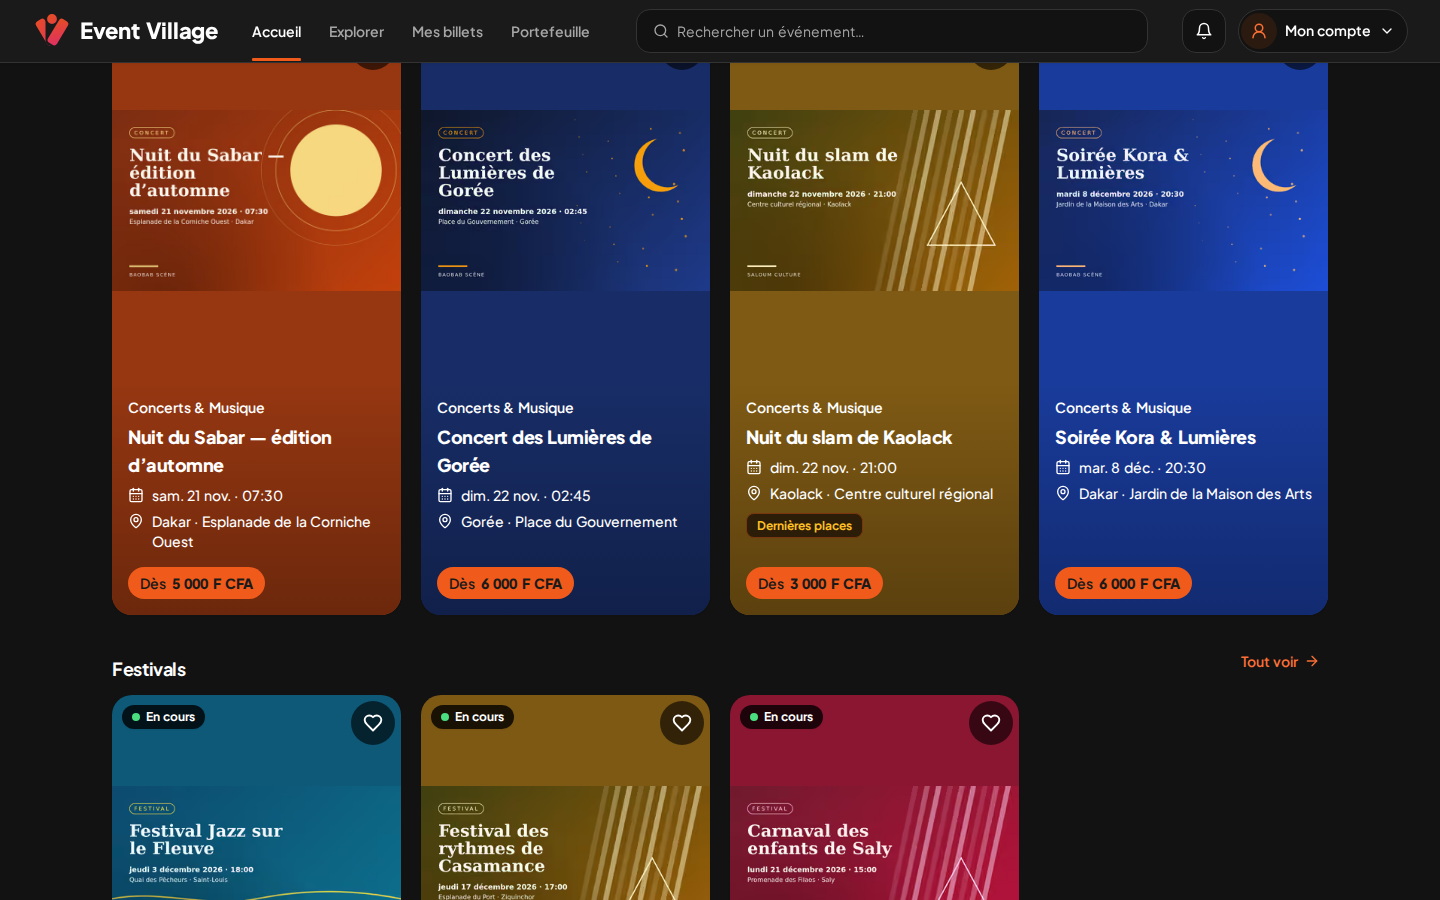 Event Village
Accueil
Explorer
Mes billets
Portefeuille
Rechercher un événement...
Mon compte
CONCERT
Nuit du Sabar —
édition
d’automne
samedi 21 novembre 2026 · 07:30
Esplanade de la Corniche Ouest · Dakar
BAOBAB SCÈNE
Concerts & Musique
Nuit du Sabar — édition
d’automne
sam. 21 nov. · 07:30
Dakar · Esplanade de la Corniche
Ouest
Dès 5 000 F CFA
CONCERT
Concert des
Lumières de
Gorée
dimanche 22 novembre 2026 · 02:45
Place du Gouvernement · Gorée
BAOBAB SCÈNE
Concerts & Musique
Concert des Lumières de
Gorée
dim. 22 nov. · 02:45
Gorée · Place du Gouvernement
Dès 6 000 F CFA
CONCERT
Nuit du slam de
Kaolack
dimanche 22 novembre 2026 · 21:00
Centre culturel régional · Kaolack
SALOUM CULTURE
Concerts & Musique
Nuit du slam de Kaolack
dim. 22 nov. · 21:00
Kaolack · Centre culturel régional
Dernières places
Dès 3 000 F CFA
CONCERT
Soirée Kora &
Lumières
mardi 8 décembre 2026 · 20:30
Jardin de la Maison des Arts · Dakar
BAOBAB SCÈNE
Concerts & Musique
Soirée Kora & Lumières
mar. 8 déc. · 20:30
Dakar · Jardin de la Maison des Arts
Dès 6 000 F CFA
Festivals
Tout voir
En cours
FESTIVAL
Festival Jazz sur
le Fleuve
jeudi 3 décembre 2026 · 18:00
Quai des Pêcheurs · Saint-Louis
En cours
FESTIVAL
Festival des
rythmes de
Casamance
jeudi 17 décembre 2026 · 17:00
Esplanade du Port · Ziguinchor
En cours
FESTIVAL
Carnaval des
enfants de Saly
lundi 21 décembre 2026 · 15:00
Promenade des Filaos · Saly